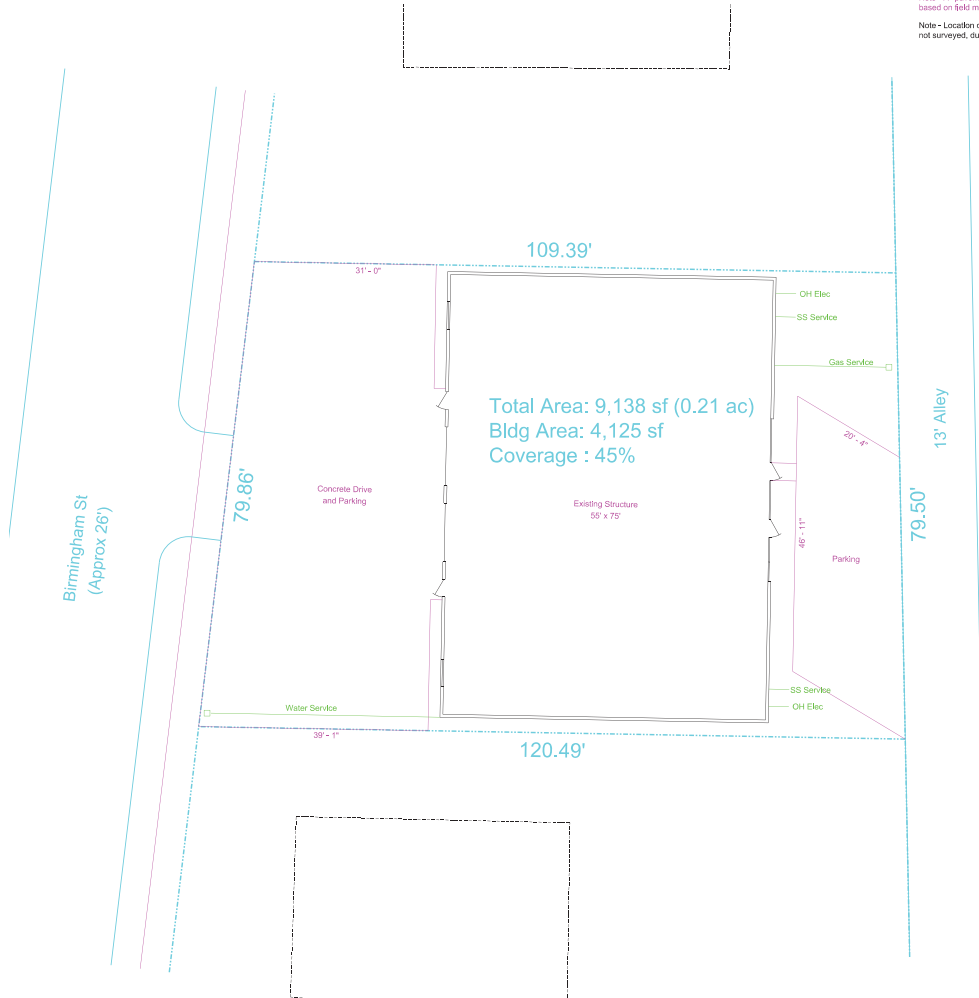 based on field m
Note - Location o
not surveyed, du
109.39'
31' - 0"
OH Elec
SS Service
Gas Service
Total Area: 9,138 sf (0.21 ac)
Bldg Area: 4,125 sf
Coverage : 45%
13' Alley
20' - 4"
79.86'
Concrete Drive
and Parking
Existing Structure
55' x 75'
79.50'
46' - 11"
Parking
Birmingham St
(Approx 26')
SS Service
OH Elec
Water Service
39' - 1"
120.49'